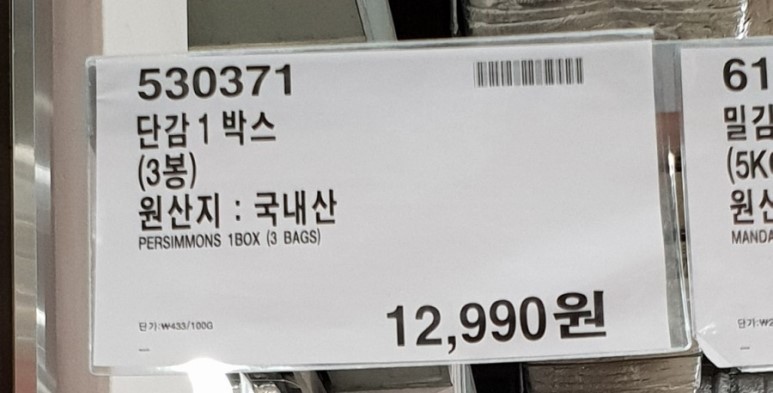 530371
단감 1 박스
(3봉)
원산지 : 국내산
PERSIMMONS 1BOX (3 BAGS)
단가:₩433/100G
12,990원
61
밀감
(5K
원산
MANDA
단가:₩2